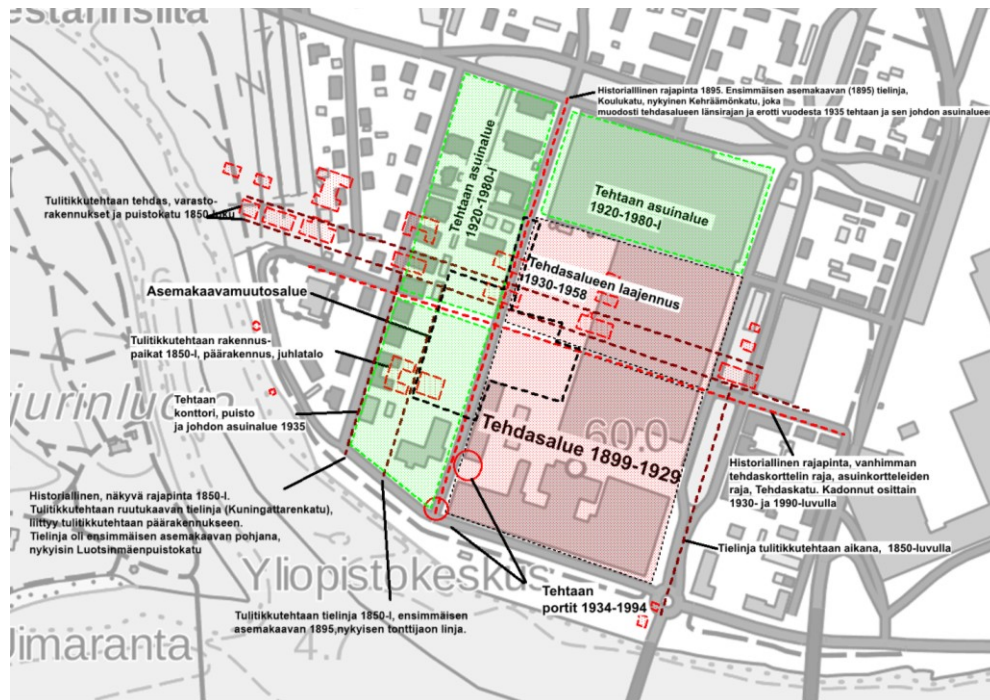 Historialllinen rajapinta 1895. Ensimmäisen asemakaavan (1895) tielinja,
Koulukatu, nykyinen Kehräämönkatu, joka
muodosti tehdasalueen länsirajan ja erotti vuodesta 1935 tehtaan ja sen johdon asuinalueen
Tehtaan asuinalue
1920-1980-l
Tehtaan asuinalue
1920-1980-l
Tulitikkutehtaan tehdas, varasto-
rakennukset ja puistokatu 1850-luku
Tehdasalueen laajennus
1930-1958
Asemakaavamuutosalue
Tulitikkutehtaan rakennus-
paikat 1850-l, päärakennus, juhlatalo
Tehtaan
konttori, puisto
ja johdon asuinalue 1935
60.0
Tehdasalue 1899-1929
Historiallinen rajapinta, vanhimman
tehdaskorttelin raja, asuinkortteleiden
raja, Tehdaskatu. Kadonnut osittain
1930- ja 1990-luvulla
Historiallinen, näkyvä rajapinta 1850-l.
Tulitikkutehtaan ruutukaavan tielinja (Kuningattarenkatu),
liittyy tulitikkutehtaan päärakennukseen.
Tielinja oli ensimmäisen asemakaavan pohjana,
nykyisin Luotsinmäenpuistokatu
Tielinja tulitikkutehtaan aikana, 1850-luvulla
Yliopistokeskus
Tehtaan
portit 1934-1994
Tulitikkutehtaan tielinja 1850-l, ensimmäisen
asemakaavan 1895,nykyisen tonttijaon linja.
4.7